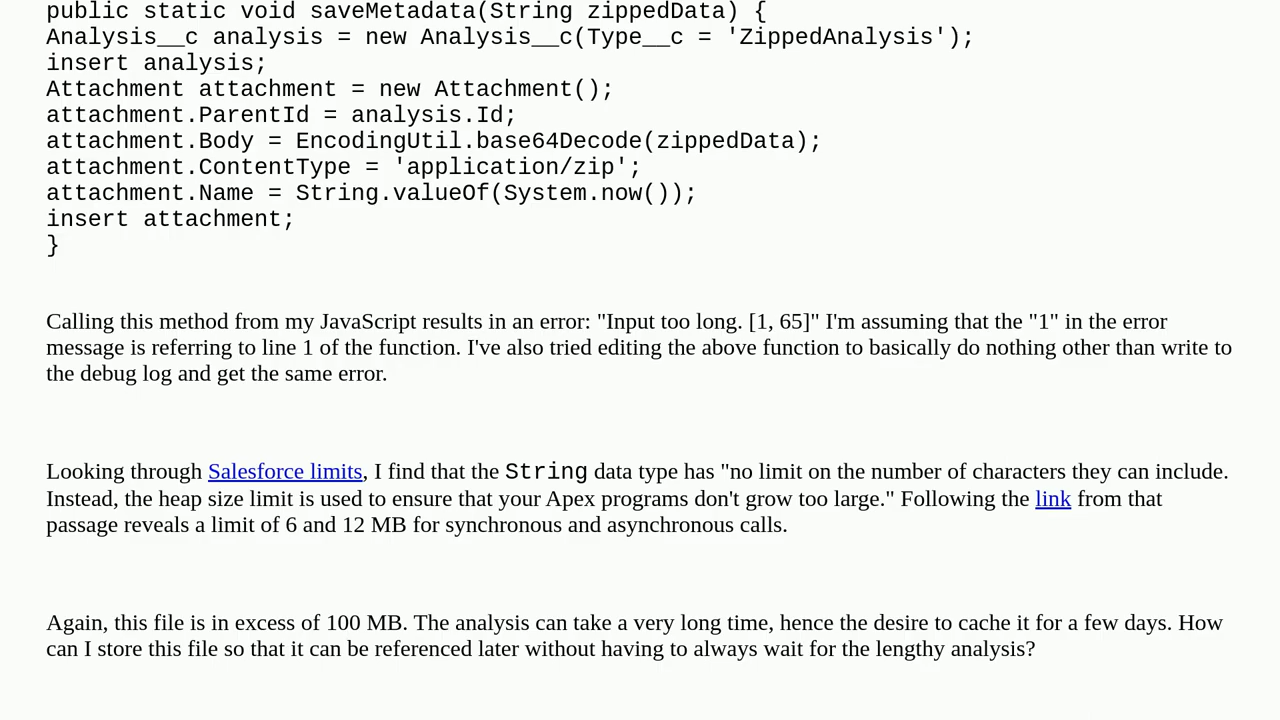 public static void saveMetadata(String zippedData) {
Analysis__c analysis = new Analysis__c(Type__c = 'ZippedAnalysis');
insert analysis;
Attachment attachment = new Attachment();
attachment.ParentId = analysis.Id;
attachment.Body = EncodingUtil.base64Decode(zippedData);
attachment.ContentType = 'application/zip';
attachment.Name = String.valueOf(System.now());
insert attachment;
}
Calling this method from my JavaScript results in an error: "Input too long. [1, 65]" I'm assuming that the "1" in the error
message is referring to line 1 of the function. I've also tried editing the above function to basically do nothing other than write to
the debug log and get the same error.
Looking through Salesforce limits, I find that the String data type has "no limit on the number of characters they can include.
Instead, the heap size limit is used to ensure that your Apex programs don't grow too large." Following the link from that
passage reveals a limit of 6 and 12 MB for synchronous and asynchronous calls.
Again, this file is in excess of 100 MB. The analysis can take a very long time, hence the desire to cache it for a few days. How
can I store this file so that it can be referenced later without having to always wait for the lengthy analysis?